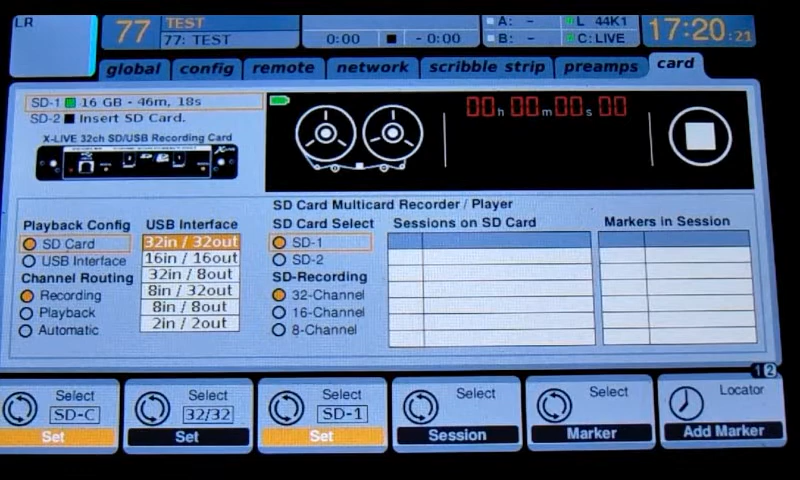 LR
77
TEST
77: TEST
0:00
- 0:00
A: -
B: -
L 44K1
C: LIVE
17:20:21
global
config
remote
network
scribble strip
preamps
card
SD-1 16 GB - 46m, 18s
SD-2 Insert SD Card.
X-LIVE 32ch SD/USB Recording Card
00h 00m 00s 00
SD Card Multicard Recorder / Player
Playback Config
SD Card
USB Interface
Channel Routing
Recording
Playback
Automatic
USB Interface
32in / 32out
16in / 16out
32in / 8out
8in / 32out
8in / 8out
2in / 2out
SD Card Select
SD-1
SD-2
SD-Recording
32-Channel
16-Channel
8-Channel
Sessions on SD Card
Markers in Session
1 2
Select
SD-C
Set
Select
32/32
Set
Select
SD-1
Set
Select
Session
Select
Marker
Locator
Add Marker